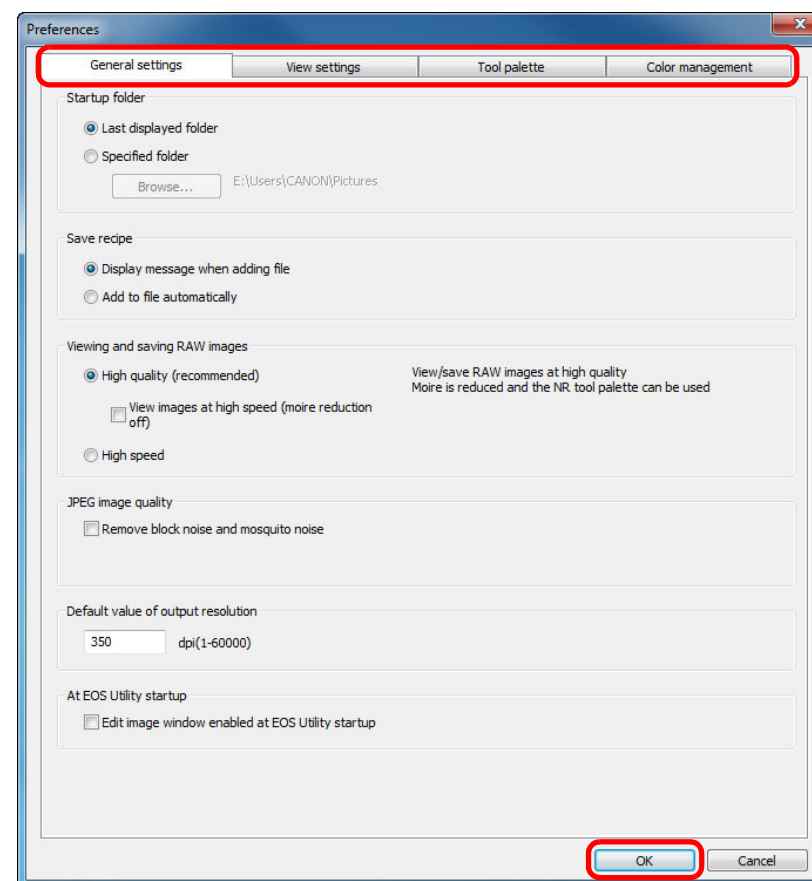 Preferences
General settings
View settings
Tool palette
Color management
Startup folder
Last displayed folder
Specified folder
Browse...
E:\Users\CANON\Pictures
Save recipe
Display message when adding file
Add to file automatically
Viewing and saving RAW images
High quality (recommended)
View/save RAW images at high quality
Moire is reduced and the NR tool palette can be used
View images at high speed (moire reduction
off)
High speed
JPEG image quality
Remove block noise and mosquito noise
Default value of output resolution
350 dpi(1-60000)
At EOS Utility startup
Edit image window enabled at EOS Utility startup
OK
Cancel